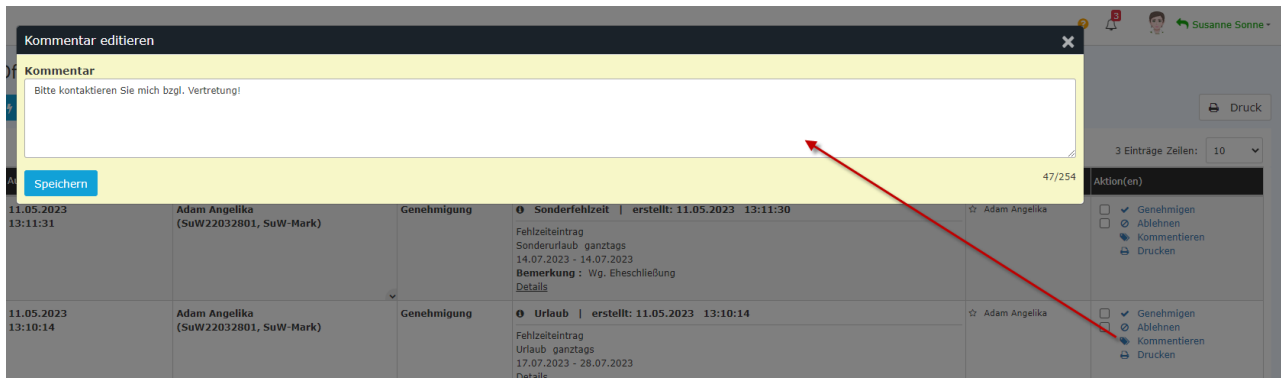 3
Susanne Sonne
Kommentar editieren
Kommentar
Bitte kontaktieren Sie mich bzgl. Vertretung!
Druck
3 Einträge Zeilen: 10
47/254
Speichern
Aktion(en)
11.05.2023 13:11:31
Adam Angelika (SuW22032801, SuW-Mark)
Genehmigung
Sonderfehlzeit | erstellt: 11.05.2023 13:11:30
Fehlzeiteintrag
Sonderurlaub ganztags
14.07.2023 - 14.07.2023
Bemerkung : Wg. Eheschließung
Details
Adam Angelika
Genehmigen
Ablehnen
Kommentieren
Drucken
11.05.2023 13:10:14
Adam Angelika (SuW22032801, SuW-Mark)
Genehmigung
Urlaub | erstellt: 11.05.2023 13:10:14
Fehlzeiteintrag
Urlaub ganztags
17.07.2023 - 28.07.2023
Details
Adam Angelika
Genehmigen
Ablehnen
Kommentieren
Drucken